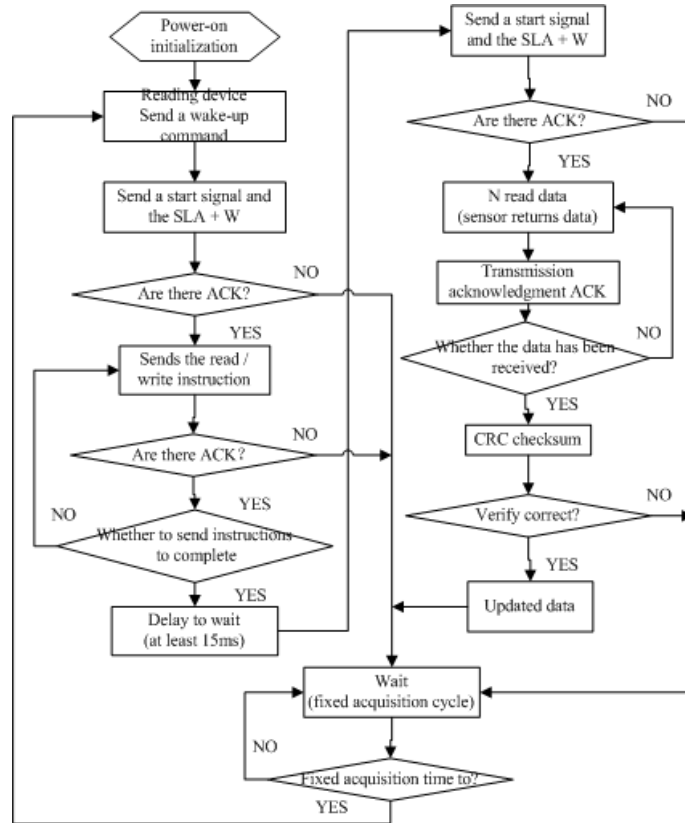 Power-on
initialization
Reading device
Send a wake-up
command
Send a start signal and
the SLA + W
NO
Are there ACK?
YES
Sends the read /
write instruction
NO
Are there ACK?
YES
NO
Whether to send instructions
to complete
YES
Delay to wait
(at least 15ms)
Send a start signal
and the SLA + W
NO
Are there ACK?
YES
N read data
(sensor returns data)
Transmission
acknowledgment ACK
NO
Whether the data has been
received?
YES
CRC checksum
NO
Verify correct?
YES
Updated data
Wait
(fixed acquisition cycle)
NO
Fixed acquisition time to?
YES